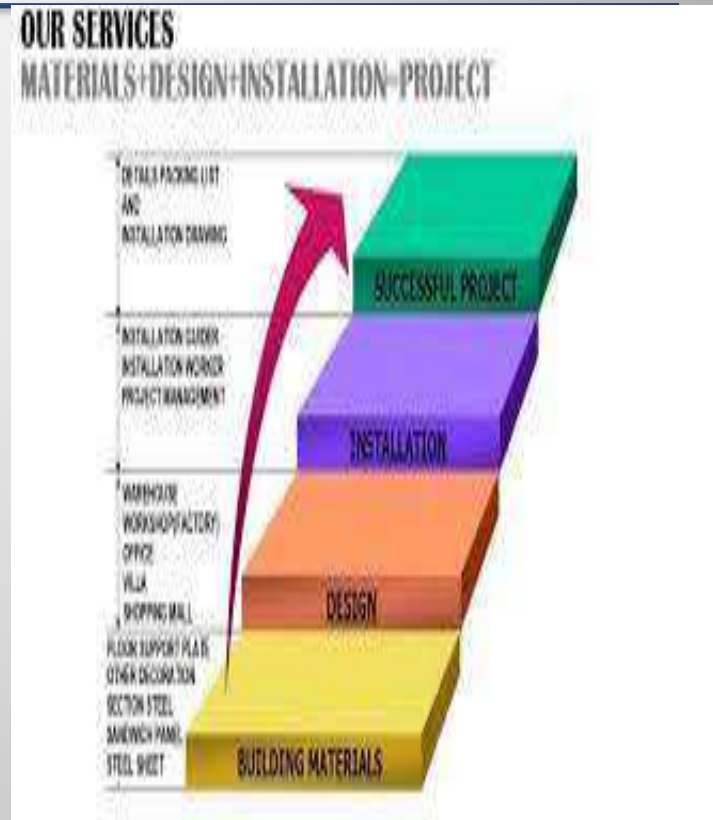 OUR SERVICES
MATERIALS+DESIGN+INSTALLATION=PROJECT
DETAILS PACKING LIST
AND
INSTALLATION DRAWING
SUCCESSFUL PROJECT
INSTALLATION GUIDER
INSTALLATION WORKER
PROJECT MANAGEMENT
INSTALLATION
WAREHOUSE
WORKSHOP(FACTORY)
OFFICE
VILLA
SHOPPING MALL
DESIGN
FLOOR SUPPORT
OTHER DECORATION
SECTION STEEL
SANDWICH PANEL
STEEL SHEET
BUILDING MATERIALS